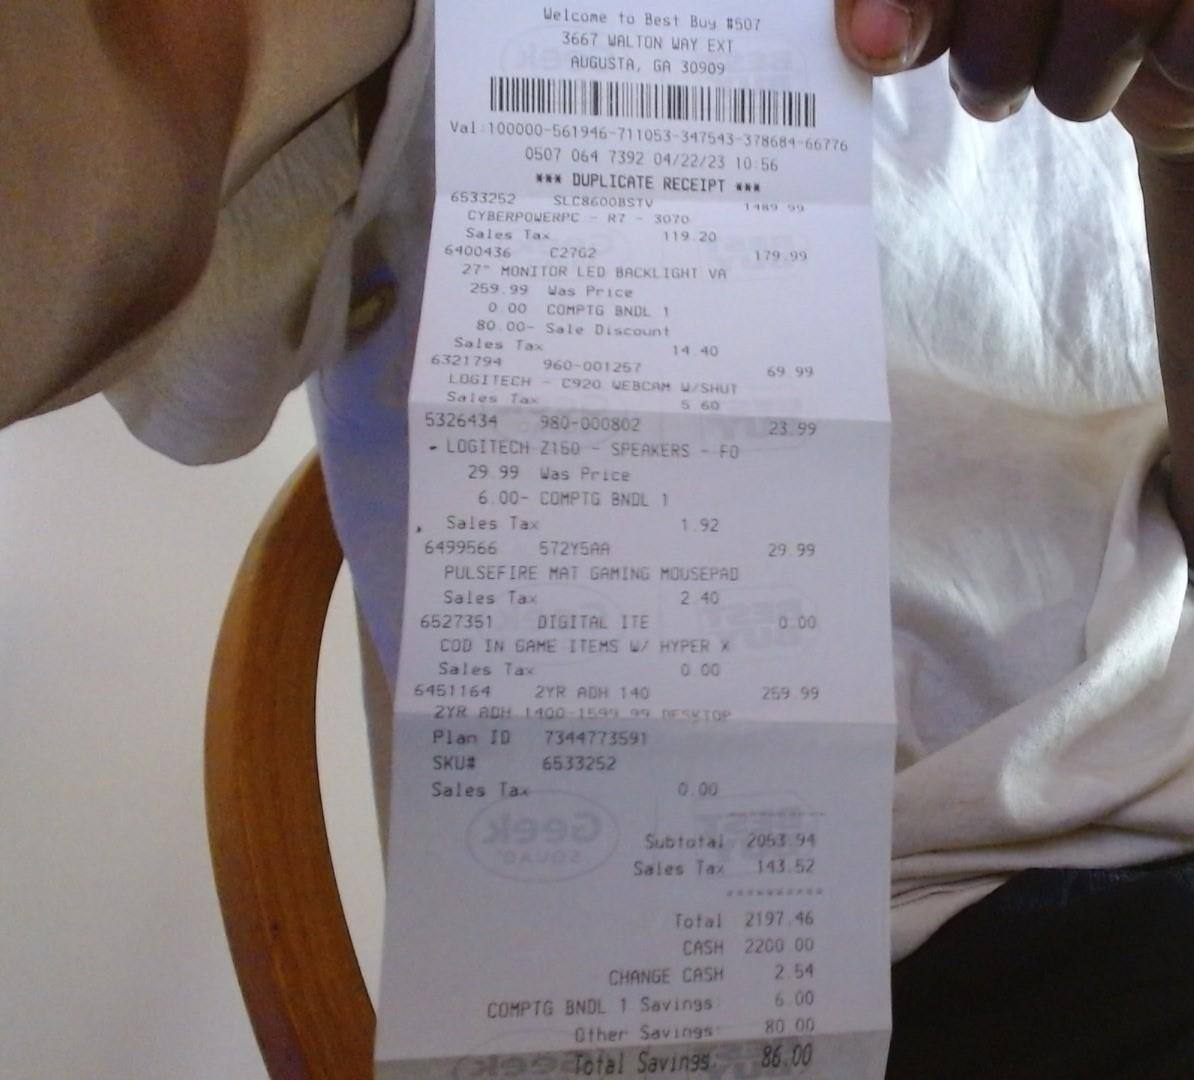 Welcome to Best Buy #507
3667 WALTON WAY EXT
AUGUSTA, GA 30909
Val:100000-561946-711053-347543-378684-66776
0507 064 7392 04/22/23 10:56
*** DUPLICATE RECEIPT ***
6533252 SLC8600BSTV 1489.99
CYBERPOWERPC - R7 - 3070
Sales Tax 119.20
6400436 C27G2 179.99
27" MONITOR LED BACKLIGHT VA
259.99 Was Price
0.00 COMPTG BNDL 1
80.00- Sale Discount
Sales Tax 14.40
6321794 960-001257 69.99
LOGITECH - C920 WEBCAM W/SHUT
Sales Tax 5.60
5326434 980-000802 23.99
- LOGITECH Z150 - SPEAKERS - FO
29.99 Was Price
6.00- COMPTG BNDL 1
Sales Tax 1.92
6499566 572Y5AA 29.99
PULSEFIRE MAT GAMING MOUSEPAD
Sales Tax 2.40
6527351 DIGITAL ITE 0.00
COD IN GAME ITEMS W/ HYPER X
Sales Tax 0.00
6451164 2YR ADH 140 259.99
2YR ADH 1400-1599.99 DESKTOP
Plan ID 7344773591
SKU# 6533252
Sales Tax 0.00
Subtotal 2053.94
Sales Tax 143.52
Total 2197.46
CASH 2200.00
CHANGE CASH 2.54
COMPTG BNDL 1 Savings: 6.00
Other Savings: 80.00
Total Savings: 86.00